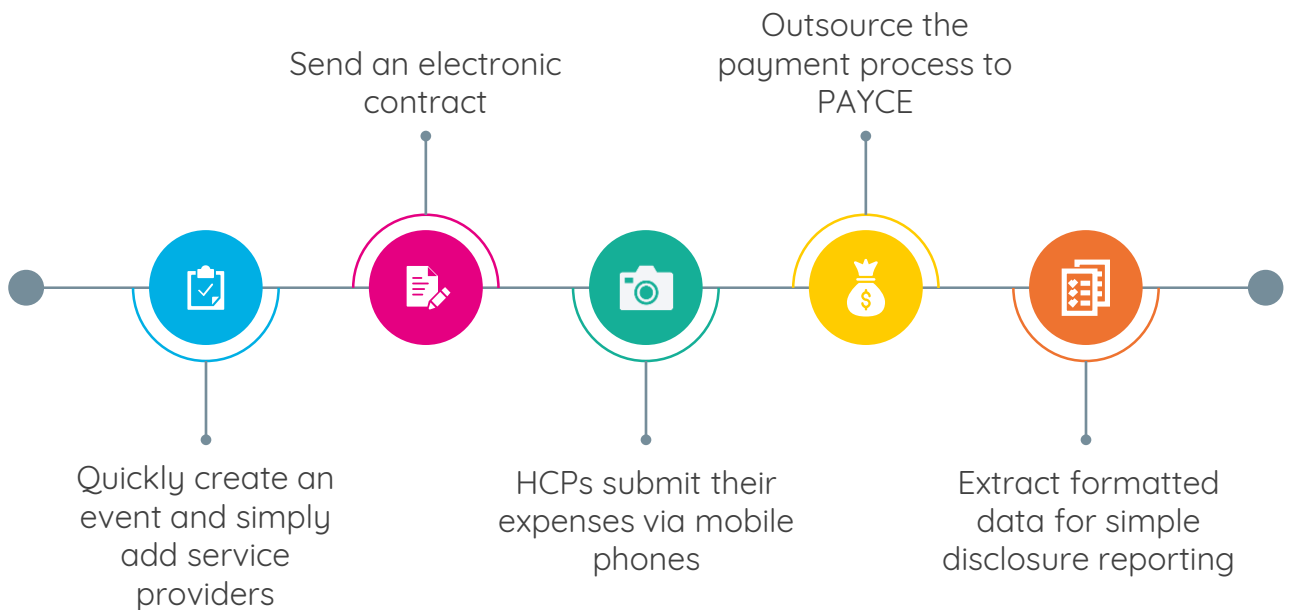 Quickly create an
event and simply
add service
providers
Send an electronic
contract
HCPs submit their
expenses via mobile
phones
Outsource the
payment process to
PAYCE
$
Extract formatted
data for simple
disclosure reporting